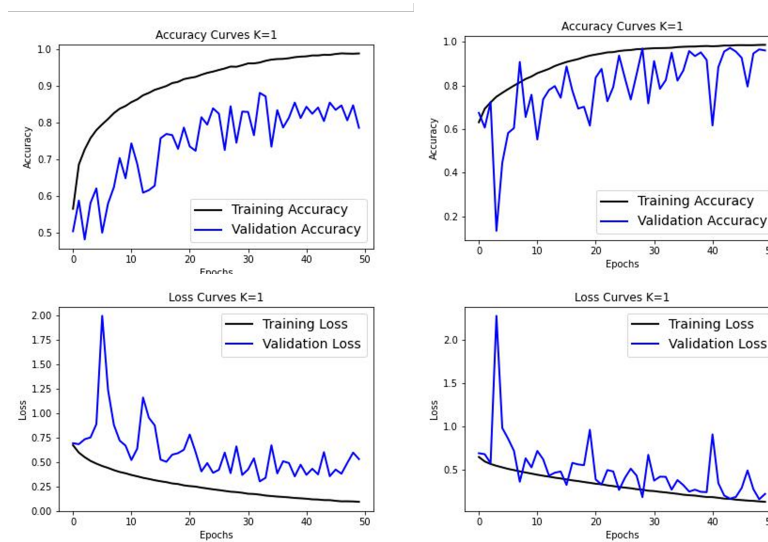 Accuracy Curves K=1
1.0
0.9
0.8
0.7
0.6
0.5
Accuracy
0 10 20 30 40 50
Epochs
Training Accuracy
Validation Accuracy
Accuracy Curves K=1
1.0
0.8
0.6
0.4
0.2
Accuracy
0 10 20 30 40 50
Epochs
Training Accuracy
Validation Accuracy
Loss Curves K=1
2.00
1.75
1.50
1.25
1.00
0.75
0.50
0.25
0.00
Loss
0 10 20 30 40 50
Epochs
Training Loss
Validation Loss
Loss Curves K=1
2.0
1.5
1.0
0.5
Loss
0 10 20 30 40 50
Epochs
Training Loss
Validation Loss